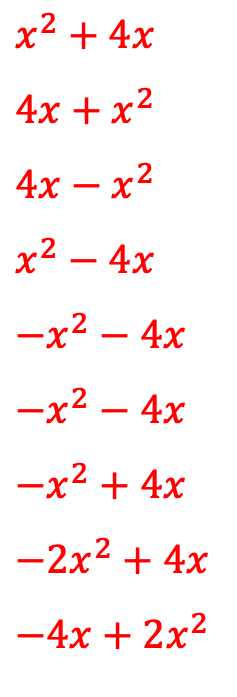 x² + 4x
4x + x²
4x − x²
x² − 4x
−x² − 4x
−x² − 4x
−x² + 4x
−2x² + 4x
−4x + 2x²